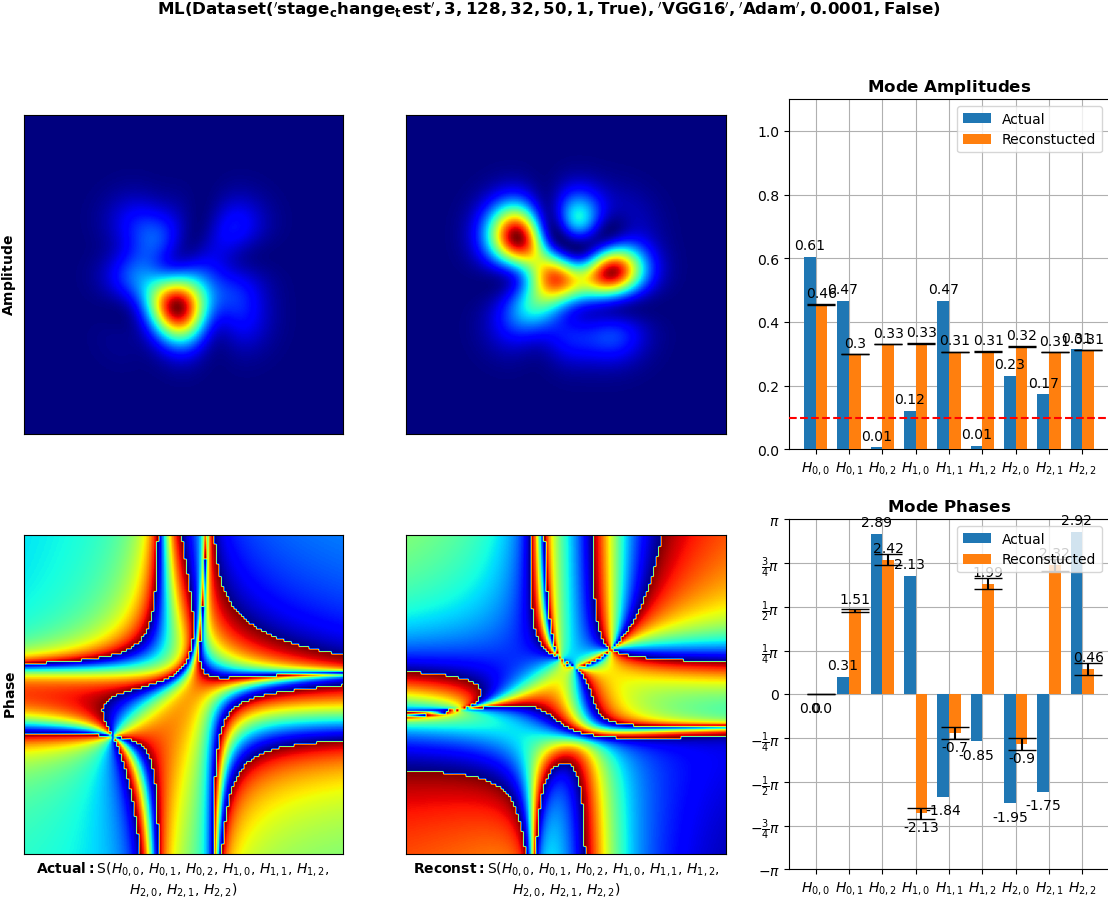 ML(Dataset('stage_change_test', 3, 128, 32, 50, 1, True), 'VGG16', 'Adam', 0.0001, False)
Amplitude
Mode Amplitudes
Actual
Reconstucted
1.0
0.8
0.6
0.4
0.2
0.0
0.61 0.46 0.47 0.3 0.01 0.33 0.12 0.33 0.47 0.31 0.01 0.31 0.23 0.32 0.17 0.31 0.31 0.31
H0,0 H0,1 H0,2 H1,0 H1,1 H1,2 H2,0 H2,1 H2,2
Phase
Actual: S(H0,0, H0,1, H0,2, H1,0, H1,1, H1,2,
H2,0, H2,1, H2,2)
Reconst: S(H0,0, H0,1, H0,2, H1,0, H1,1, H1,2,
H2,0, H2,1, H2,2)
Mode Phases
Actual
Reconstucted
π
3/4π
1/2π
1/4π
0
−1/4π
−1/2π
−3/4π
−π
0.0 0.0 0.31 1.51 2.89 2.42 2.13 -2.13 -1.84 -0.7 -0.85 1.99 -1.95 -0.9 -1.75 2.92 0.46
H0,0 H0,1 H0,2 H1,0 H1,1 H1,2 H2,0 H2,1 H2,2